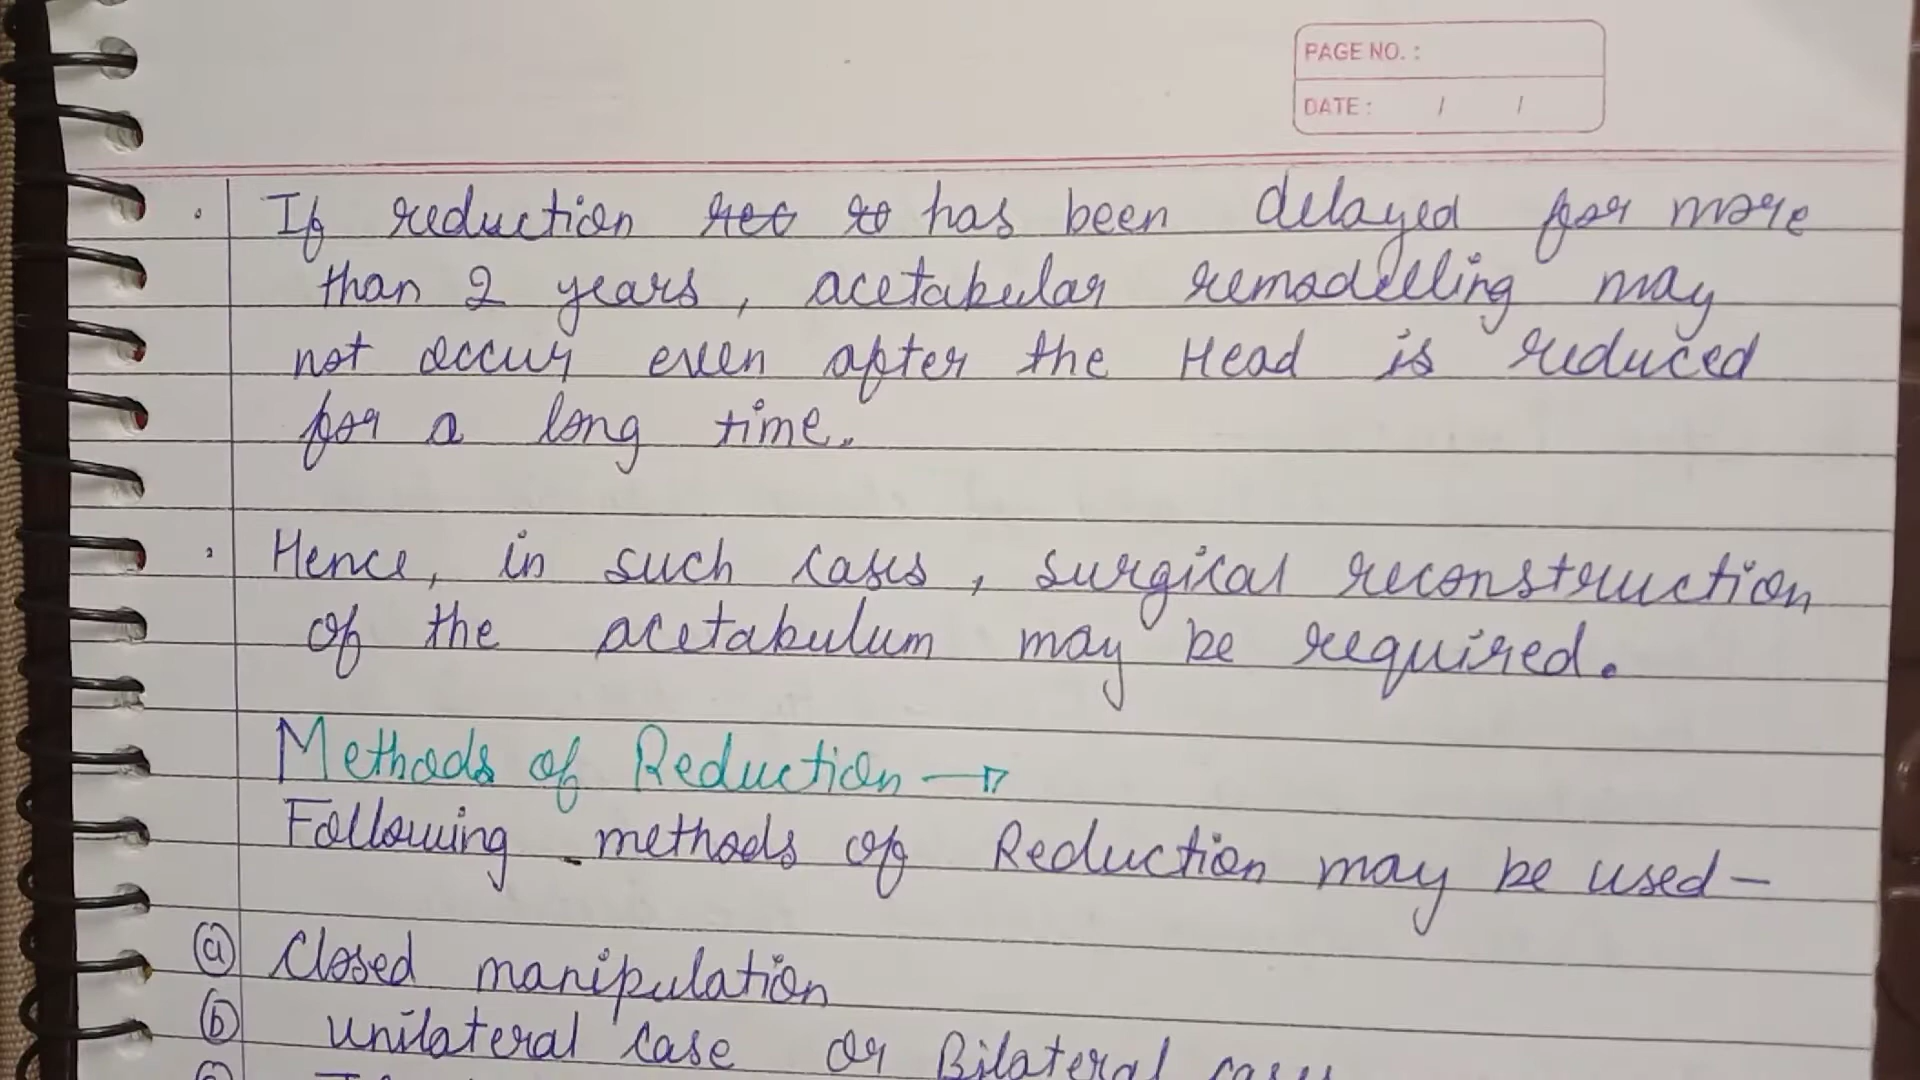 PAGE NO. :
DATE : / /
If reduction has been delayed for more
than 2 years, acetabular remodelling may
not occur even after the Head is reduced
for a long time.
Hence, in such cases, surgical reconstruction
of the acetabulum may be required.
Methods of Reduction →
Following methods of Reduction may be used-
(a) Closed manipulation
(b) unilateral case or Bilateral